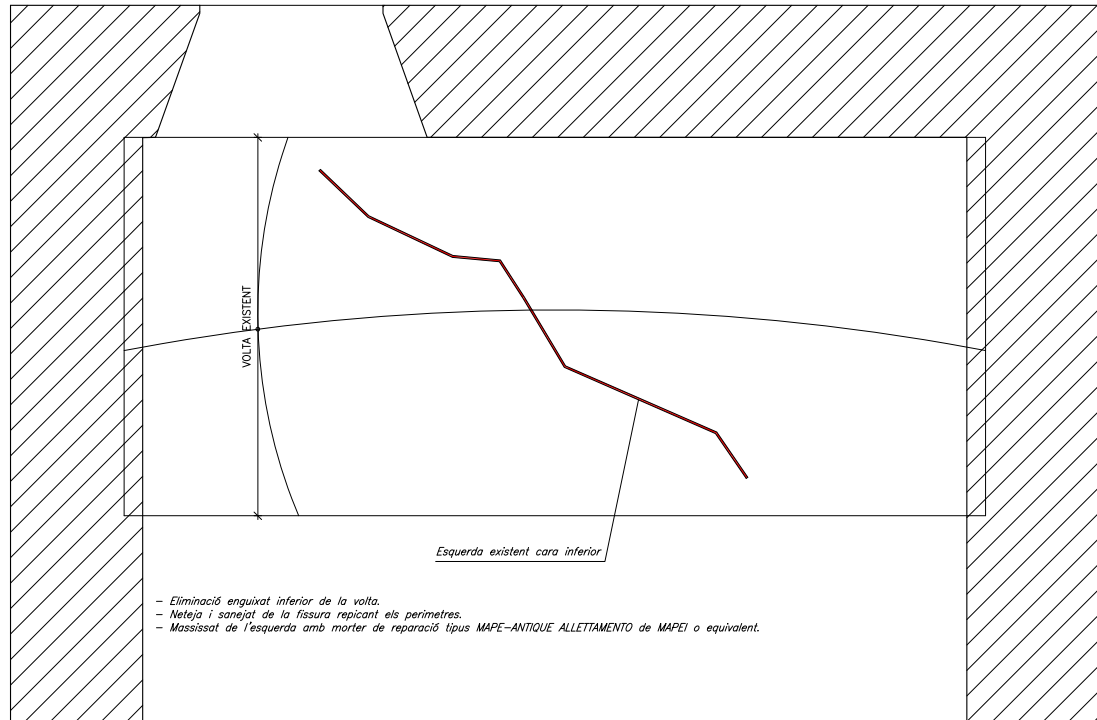 VOLTA EXISTENT
Esquerda existent cara inferior
- Eliminació enguixat inferior de la volta.
- Neteja i sanejat de la fissura repicant els perimetres.
- Massissat de l'esquerda amb morter de reparació tipus MAPE-ANTIQUE ALLETTAMENTO de MAPEI o equivalent.